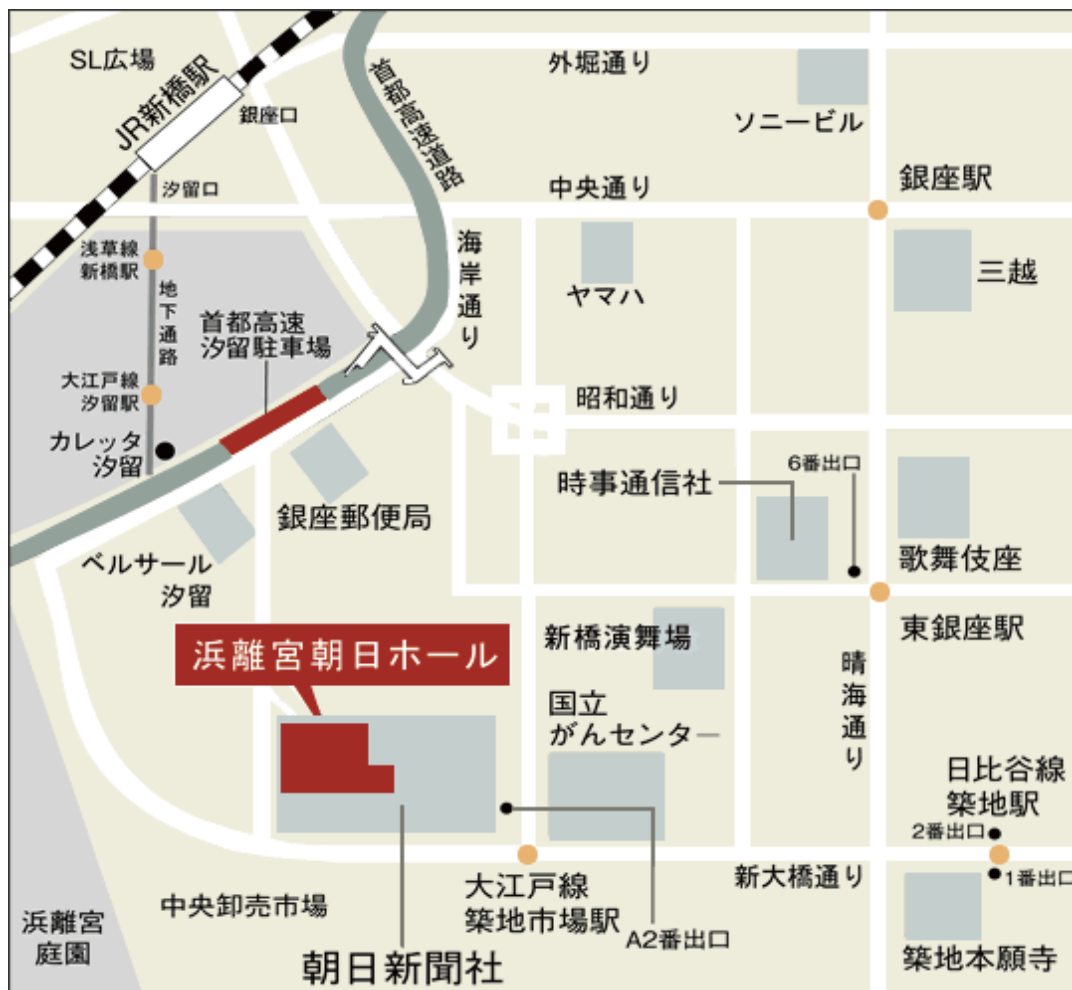 SL広場
JR新橋駅
銀座口
首都高速道路
外堀通り
ソニービル
汐留口
中央通り
銀座駅
浅草線
新橋駅
地下通路
海岸通り
ヤマハ
三越
首都高速
汐留駐車場
大江戸線
汐留駅
昭和通り
カレッタ
汐留
6番出口
時事通信社
銀座郵便局
歌舞伎座
ベルサール
汐留
東銀座駅
新橋演舞場
浜離宮朝日ホール
晴海通り
国立
がんセンター
日比谷線
築地駅
2番出口
新大橋通り
1番出口
中央卸売市場
大江戸線
築地市場駅
A2番出口
浜離宮
庭園
朝日新聞社
築地本願寺